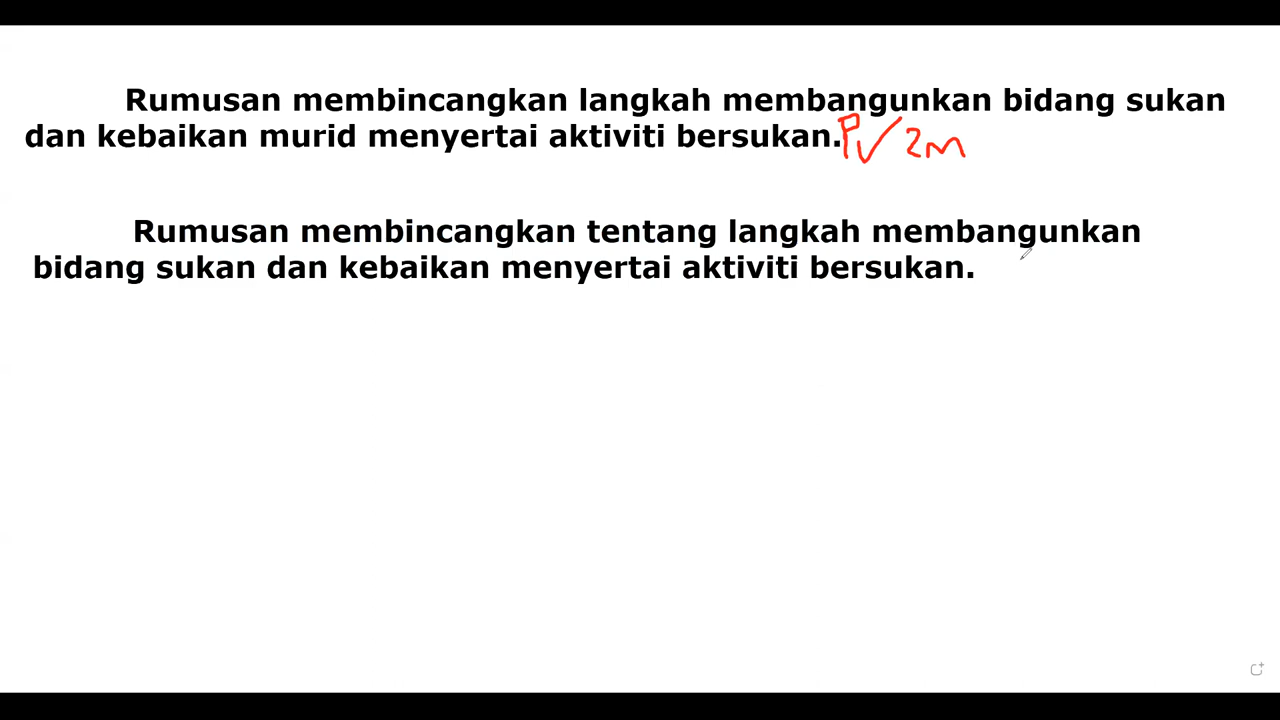 Rumusan membincangkan langkah membangunkan bidang sukan
dan kebaikan murid menyertai aktiviti bersukan. P✓ 2m
Rumusan membincangkan tentang langkah membangunkan
bidang sukan dan kebaikan menyertai aktiviti bersukan.